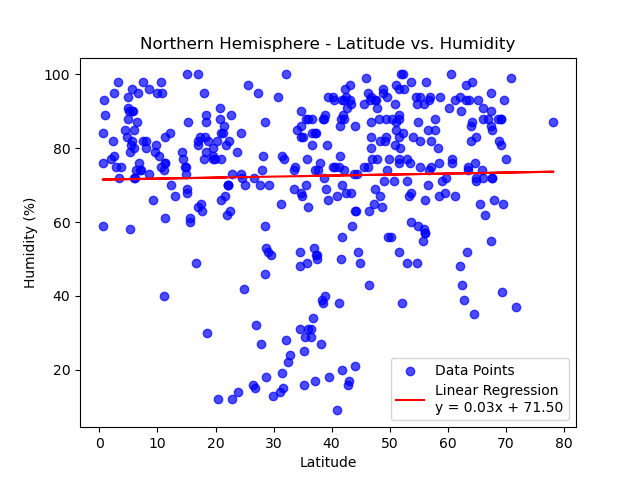 Northern Hemisphere - Latitude vs. Humidity
Humidity (%)
100
80
60
40
20
0 10 20 30 40 50 60 70 80
Latitude
Data Points
Linear Regression
y = 0.03x + 71.50